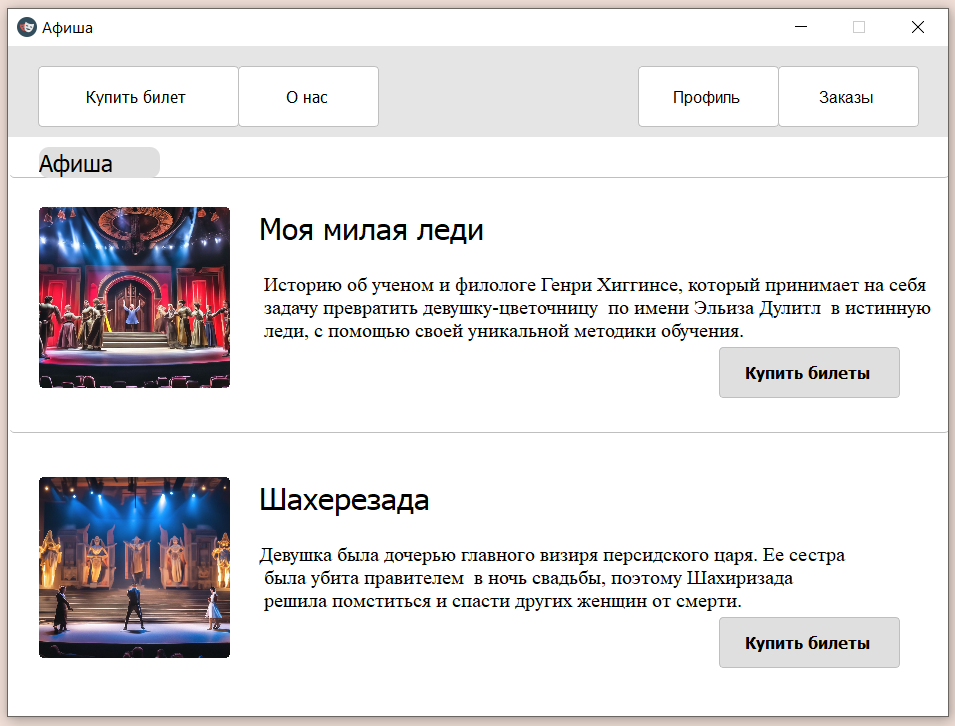 Афиша
Купить билет
О нас
Профиль
Заказы
Афиша
Моя милая леди
Историю об ученом и филологе Генри Хиггинсе, который принимает на себя
задачу превратить девушку-цветочницу по имени Эльиза Дулитл в истинную
леди, с помощью своей уникальной методики обучения.
Купить билеты
Шахерезада
Девушка была дочерью главного визиря персидского царя. Ее сестра
была убита правителем в ночь свадьбы, поэтому Шахиризада
решила помститься и спасти других женщин от смерти.
Купить билеты